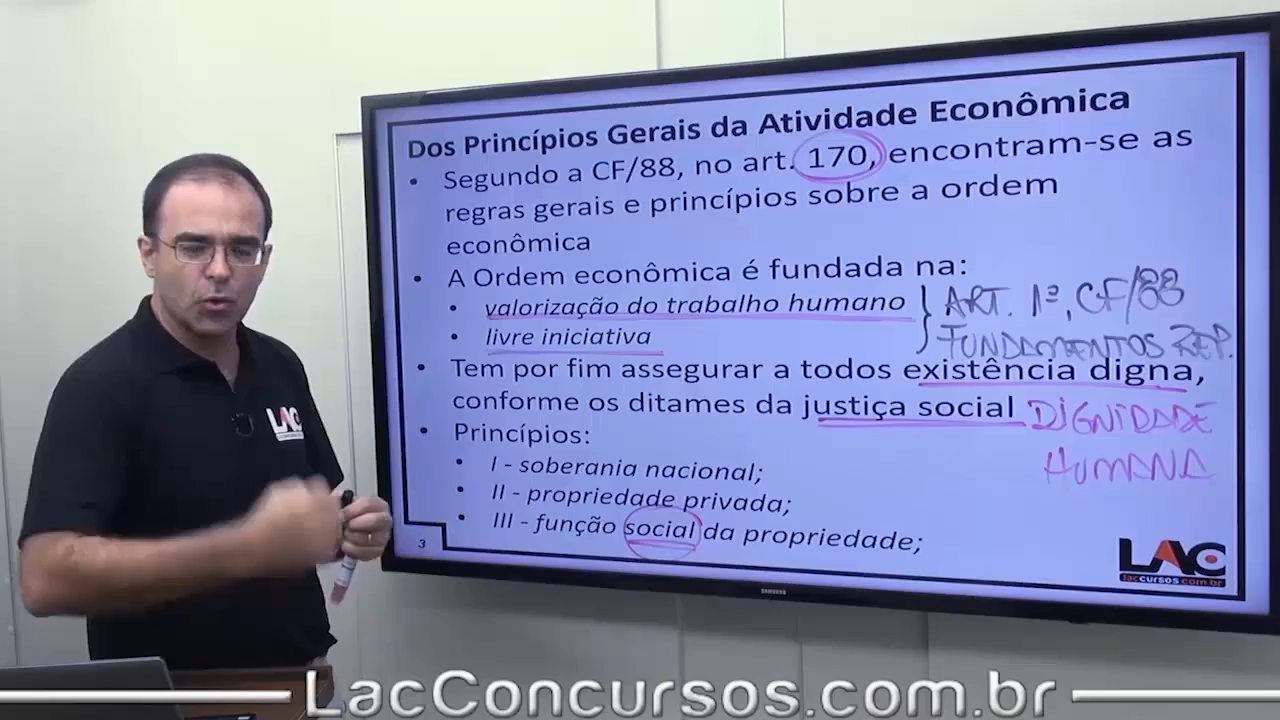 Dos Princípios Gerais da Atividade Econômica
• Segundo a CF/88, no art. 170, encontram-se as
regras gerais e princípios sobre a ordem
econômica
• A Ordem econômica é fundada na:
• valorização do trabalho humano
• livre iniciativa
ART. 1º, CF/88
FUNDAMENTOS REP.
• Tem por fim assegurar a todos existência digna,
conforme os ditames da justiça social
DIGNIDADE
HUMANA
• Princípios:
• I - soberania nacional;
• II - propriedade privada;
• III - função social da propriedade;
3
LAC
laccursos.com.br
SAMSUNG
LAC
LacConcursos.com.br